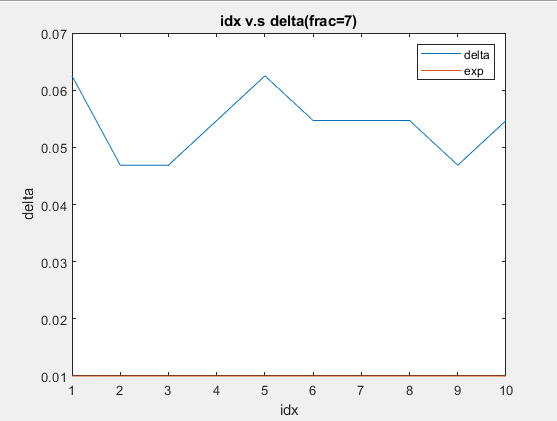 idx v.s delta(frac=7)
0.07
0.06
0.05
0.04
0.03
0.02
0.01
delta
delta
exp
1 2 3 4 5 6 7 8 9 10
idx